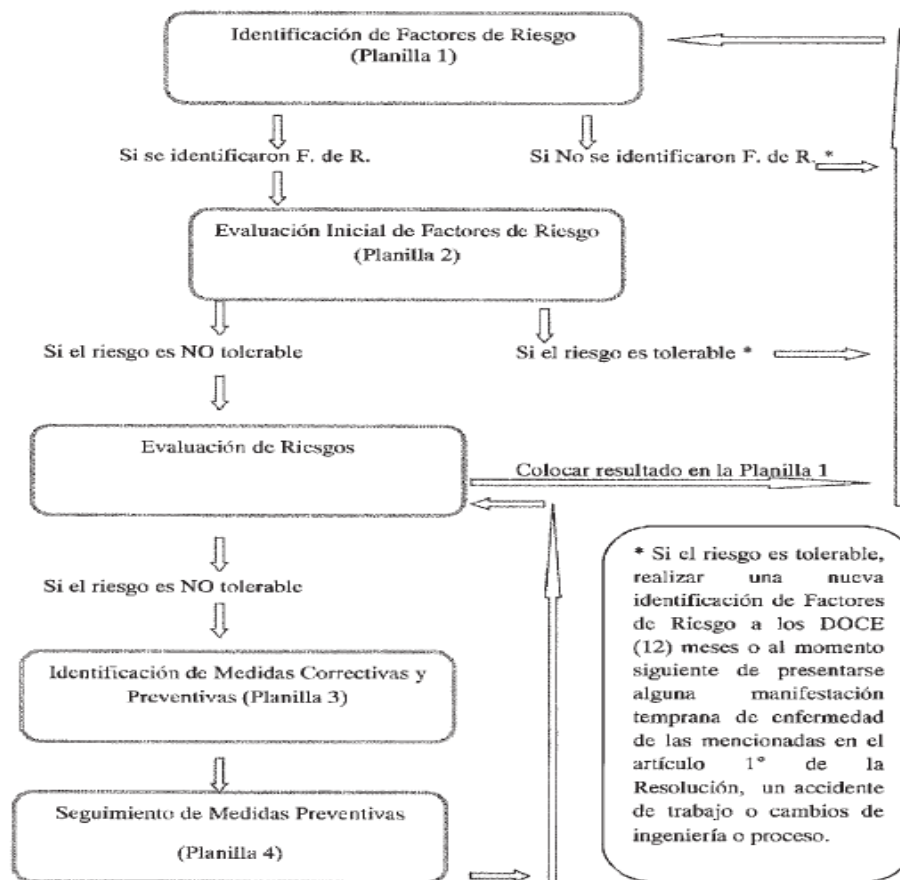 Identificación de Factores de Riesgo
(Planilla 1)
Si se identificaron F. de R.
Si No se identificaron F. de R. *
Evaluación Inicial de Factores de Riesgo
(Planilla 2)
Si el riesgo es NO tolerable
Si el riesgo es tolerable *
Evaluación de Riesgos
Colocar resultado en la Planilla 1
Si el riesgo es NO tolerable
Identificación de Medidas Correctivas y
Preventivas (Planilla 3)
Seguimiento de Medidas Preventivas
(Planilla 4)
* Si el riesgo es tolerable,
realizar una nueva
identificación de Factores
de Riesgo a los DOCE
(12) meses o al momento
siguiente de presentarse
alguna manifestación
temprana de enfermedad
de las mencionadas en el
artículo 1° de la
Resolución, un accidente
de trabajo o cambios de
ingeniería o proceso.